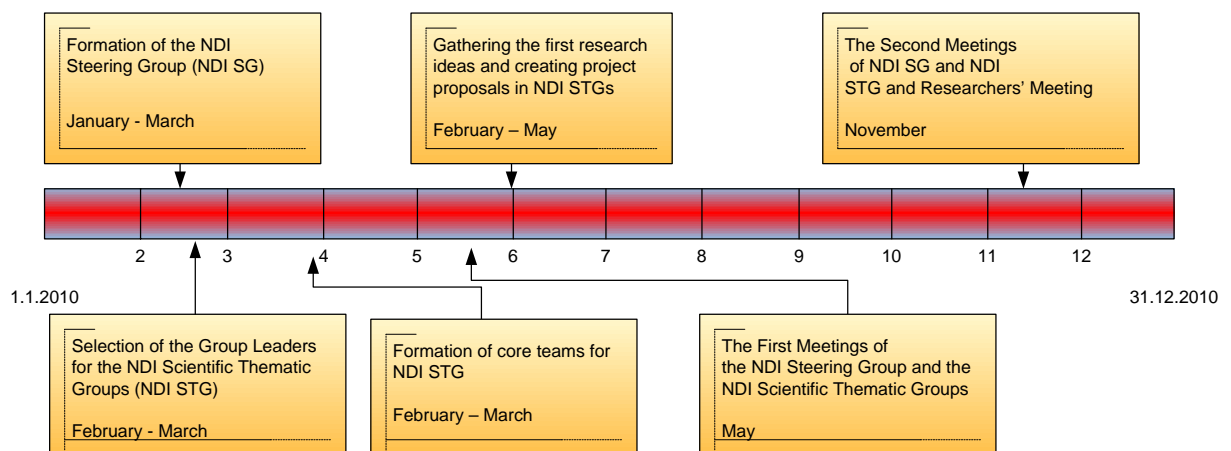 Formation of the NDI
Steering Group (NDI SG)
January - March
Gathering the first research
ideas and creating project
proposals in NDI STGs
February – May
The Second Meetings
of NDI SG and NDI
STG and Researchers’ Meeting
November
2 3 4 5 6 7 8 9 10 11 12
1.1.2010
31.12.2010
Selection of the Group Leaders
for the NDI Scientific Thematic
Groups (NDI STG)
February - March
Formation of core teams for
NDI STG
February – March
The First Meetings of
the NDI Steering Group and the
NDI Scientific Thematic Groups
May